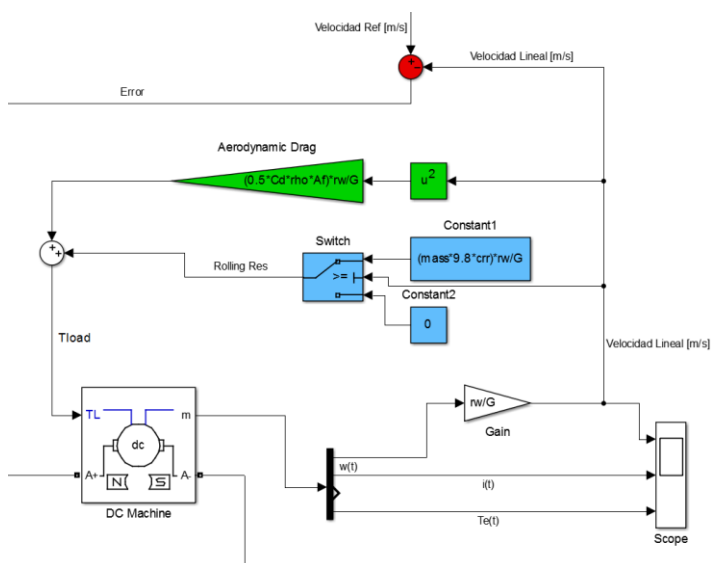 Velocidad Ref [m/s]
Velocidad Lineal [m/s]
Error
Aerodynamic Drag
(0.5*Cd*rho*Af)*rw/G
u²
Constant1
Switch
(mass*9.8*crr)*rw/G
Rolling Res
>=
Constant2
0
Tload
Velocidad Lineal [m/s]
TL
m
rw/G
dc
Gain
w(t)
A+
N
S
A-
i(t)
DC Machine
Te(t)
Scope